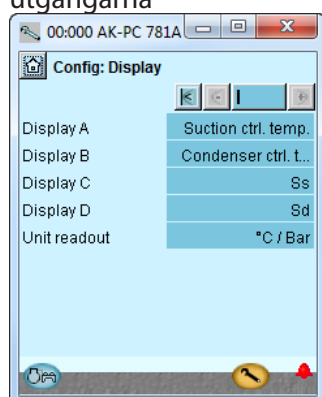 utgångarna
00:000 AK-PC 781A
Config: Display
Display A Suction ctrl. temp.
Display B Condenser ctrl. t...
Display C Ss
Display D Sd
Unit readout °C / Bar